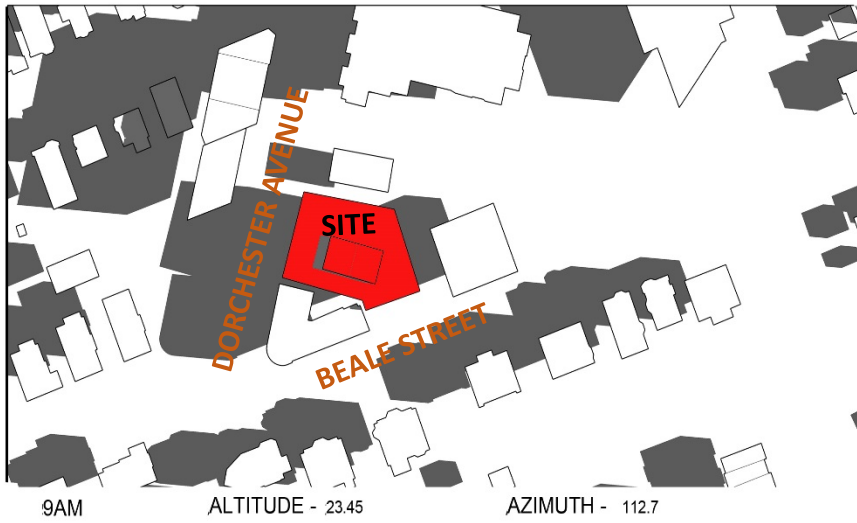 DORCHESTER AVENUE
SITE
BEALE STREET
9AM ALTITUDE - 23.45 AZIMUTH - 112.7